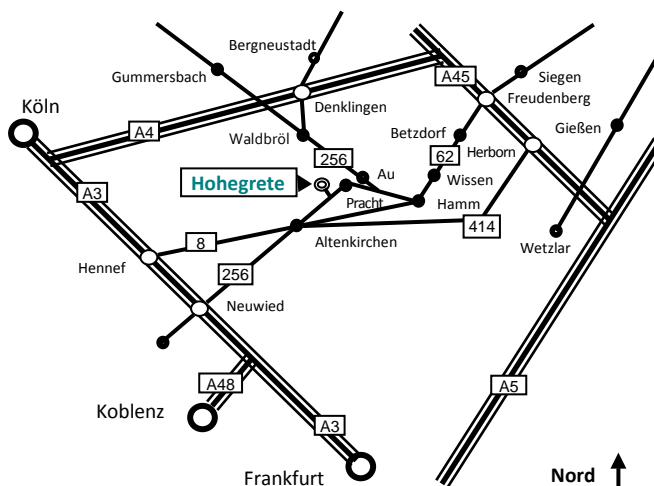 Bergneustadt
Gummersbach
A45
Siegen
Köln
Denklingen
Freudenberg
A4
Gießen
Waldbröl
Betzdorf
256
62
Herborn
Au
A3
Hohegrete
Wissen
Pracht
Hamm
414
Altenkirchen
8
Wetzlar
Hennef
256
Neuwied
A48
A5
Koblenz
A3
Frankfurt
Nord